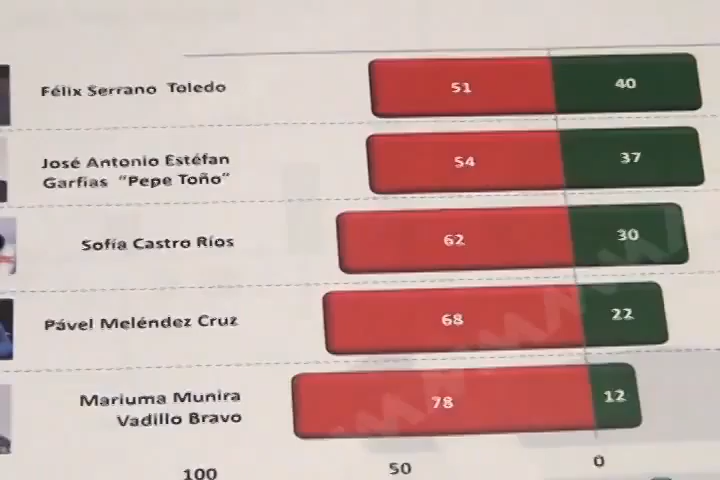 Félix Serrano Toledo 51 40
José Antonio Estéfan
Garfias "Pepe Toño" 54 37
Sofía Castro Ríos 62 30
Pável Meléndez Cruz 68 22
Mariuma Munira
Vadillo Bravo 78 12
100 50 0